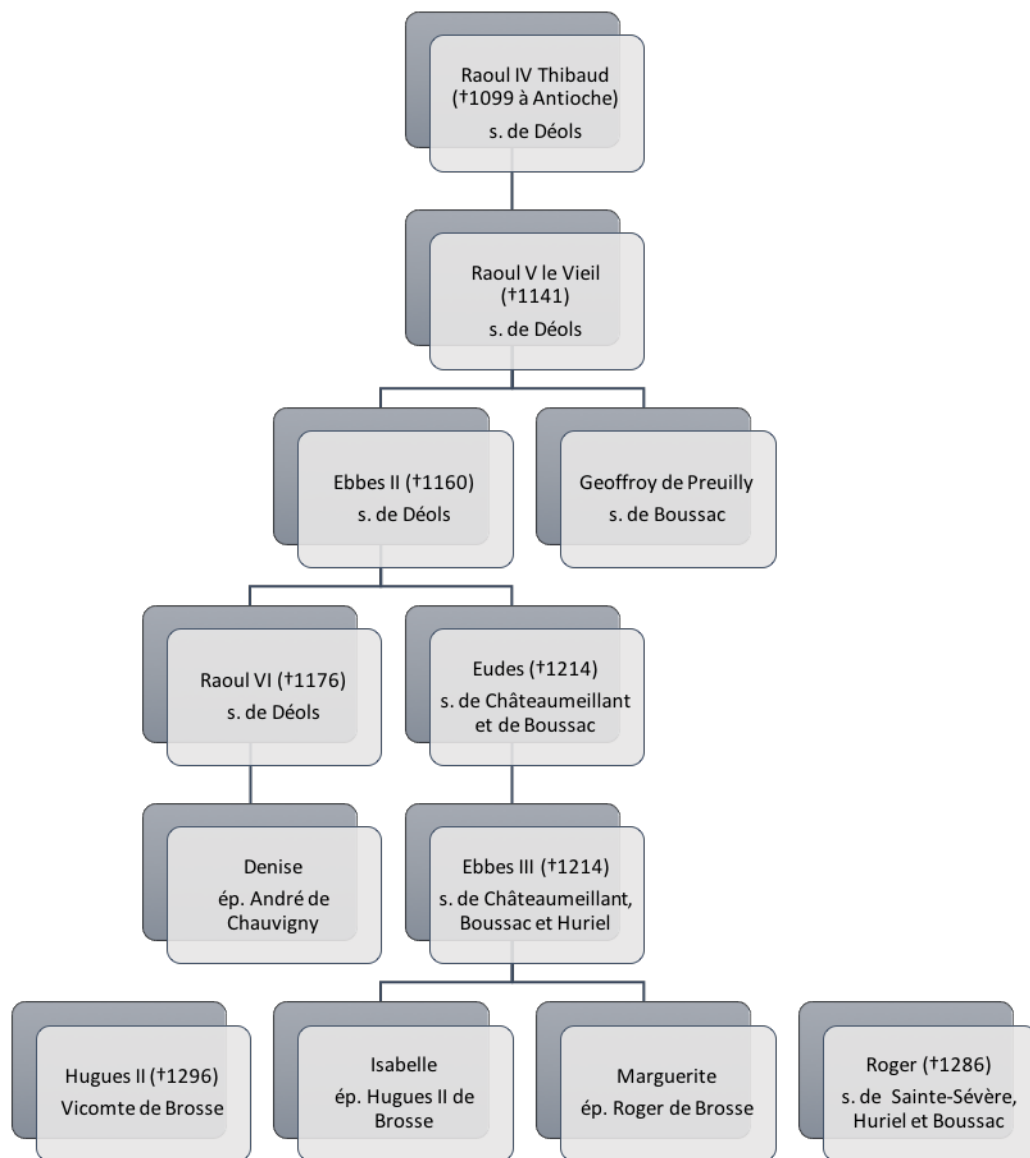 Raoul IV Thibaud
(†1099 à Antioche)
s. de Déols
Raoul V le Vieil
(†1141)
s. de Déols
Ebbes II (†1160)
s. de Déols
Geoffroy de Preuilly
s. de Boussac
Raoul VI (†1176)
s. de Déols
Eudes (†1214)
s. de Châteaumeillant
et de Boussac
Denise
ép. André de
Chauvigny
Ebbes III (†1214)
s. de Châteaumeillant,
Boussac et Huriel
Hugues II (†1296)
Vicomte de Brosse
Isabelle
ép. Hugues II de
Brosse
Marguerite
ép. Roger de Brosse
Roger (†1286)
s. de  Sainte-Sévère,
Huriel et Boussac